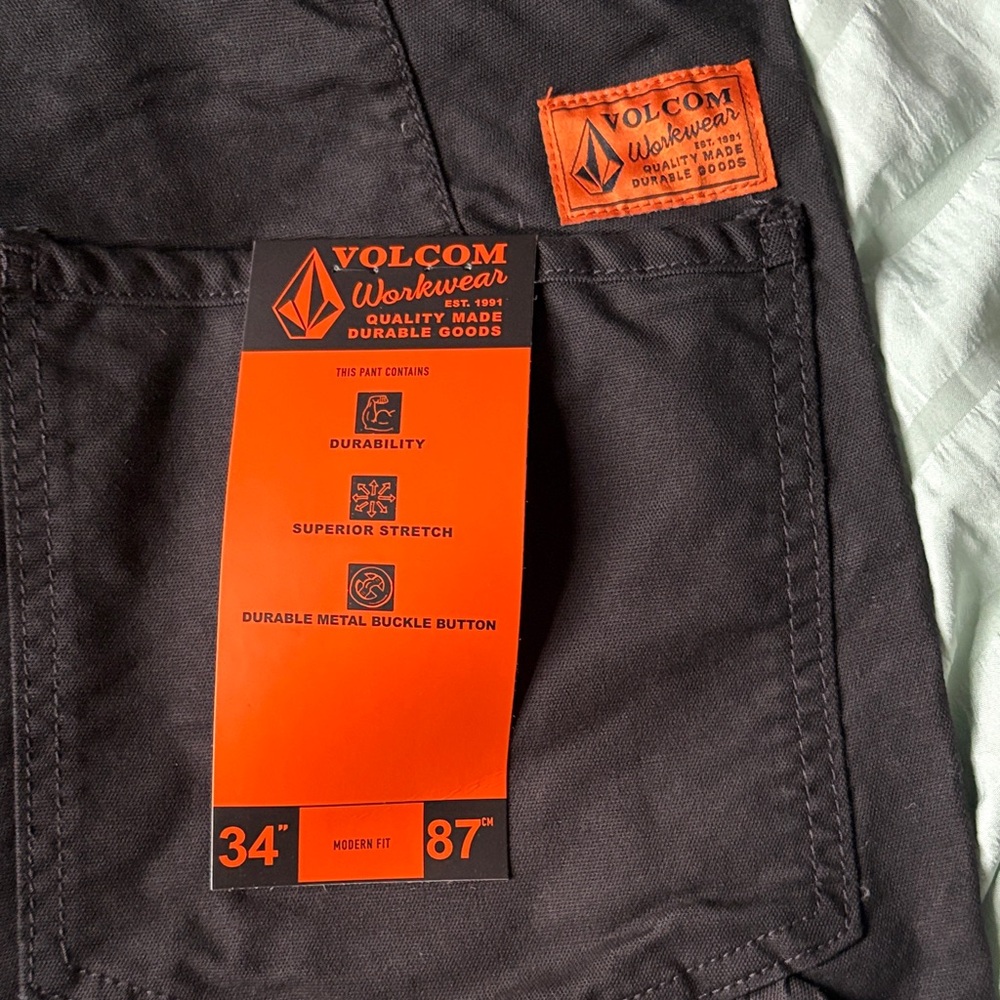 VOLCOM
Workwear
EST. 1991
QUALITY MADE
DURABLE GOODS
VOLCOM
Workwear
EST. 1991
QUALITY MADE
DURABLE GOODS
THIS PANT CONTAINS
DURABILITY
SUPERIOR STRETCH
DURABLE METAL BUCKLE BUTTON
34" MODERN FIT 87CM